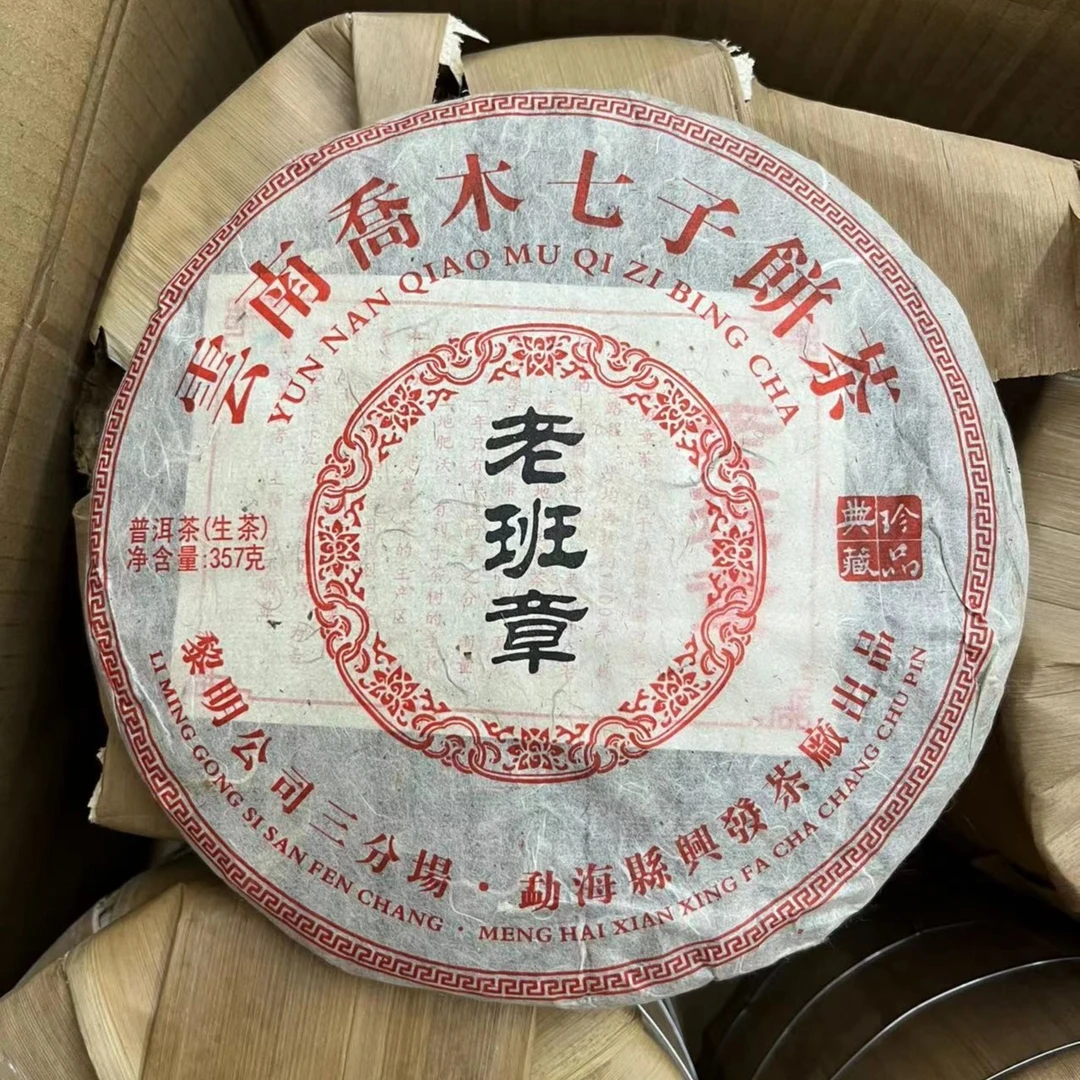 雲南喬木七子餅茶
YUN NAN QIAO MU QI ZI BING CHA
老班章
普洱茶(生茶)
净含量:357克
珍品
典藏
黎明公司三分場·勐海縣興發茶廠出品
LI MING GONG SI SAN FEN CHANG · MENG HAI XIAN XING FA CHA CHANG CHU PIN